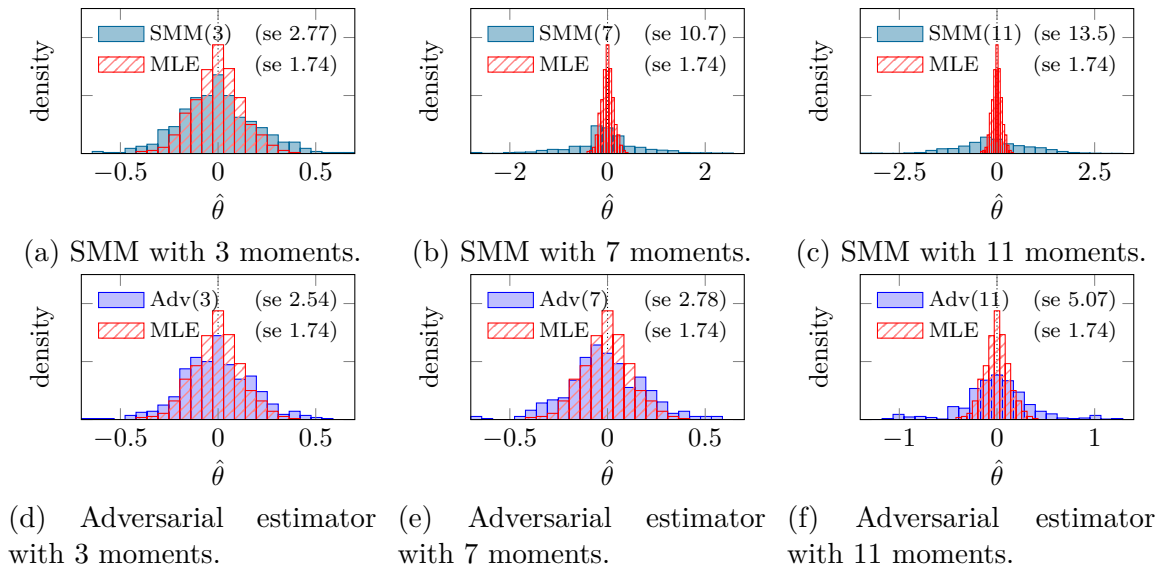 SMM(3) (se 2.77)
MLE (se 1.74)
density
−0.5 0 0.5
θ̂
(a) SMM with 3 moments.
SMM(7) (se 10.7)
MLE (se 1.74)
density
−2 0 2
θ̂
(b) SMM with 7 moments.
SMM(11) (se 13.5)
MLE (se 1.74)
density
−2.5 0 2.5
θ̂
(c) SMM with 11 moments.
Adv(3) (se 2.54)
MLE (se 1.74)
density
−0.5 0 0.5
θ̂
(d) Adversarial estimator
with 3 moments.
Adv(7) (se 2.78)
MLE (se 1.74)
density
−0.5 0 0.5
θ̂
(e) Adversarial estimator
with 7 moments.
Adv(11) (se 5.07)
MLE (se 1.74)
density
−1 0 1
θ̂
(f) Adversarial estimator
with 11 moments.